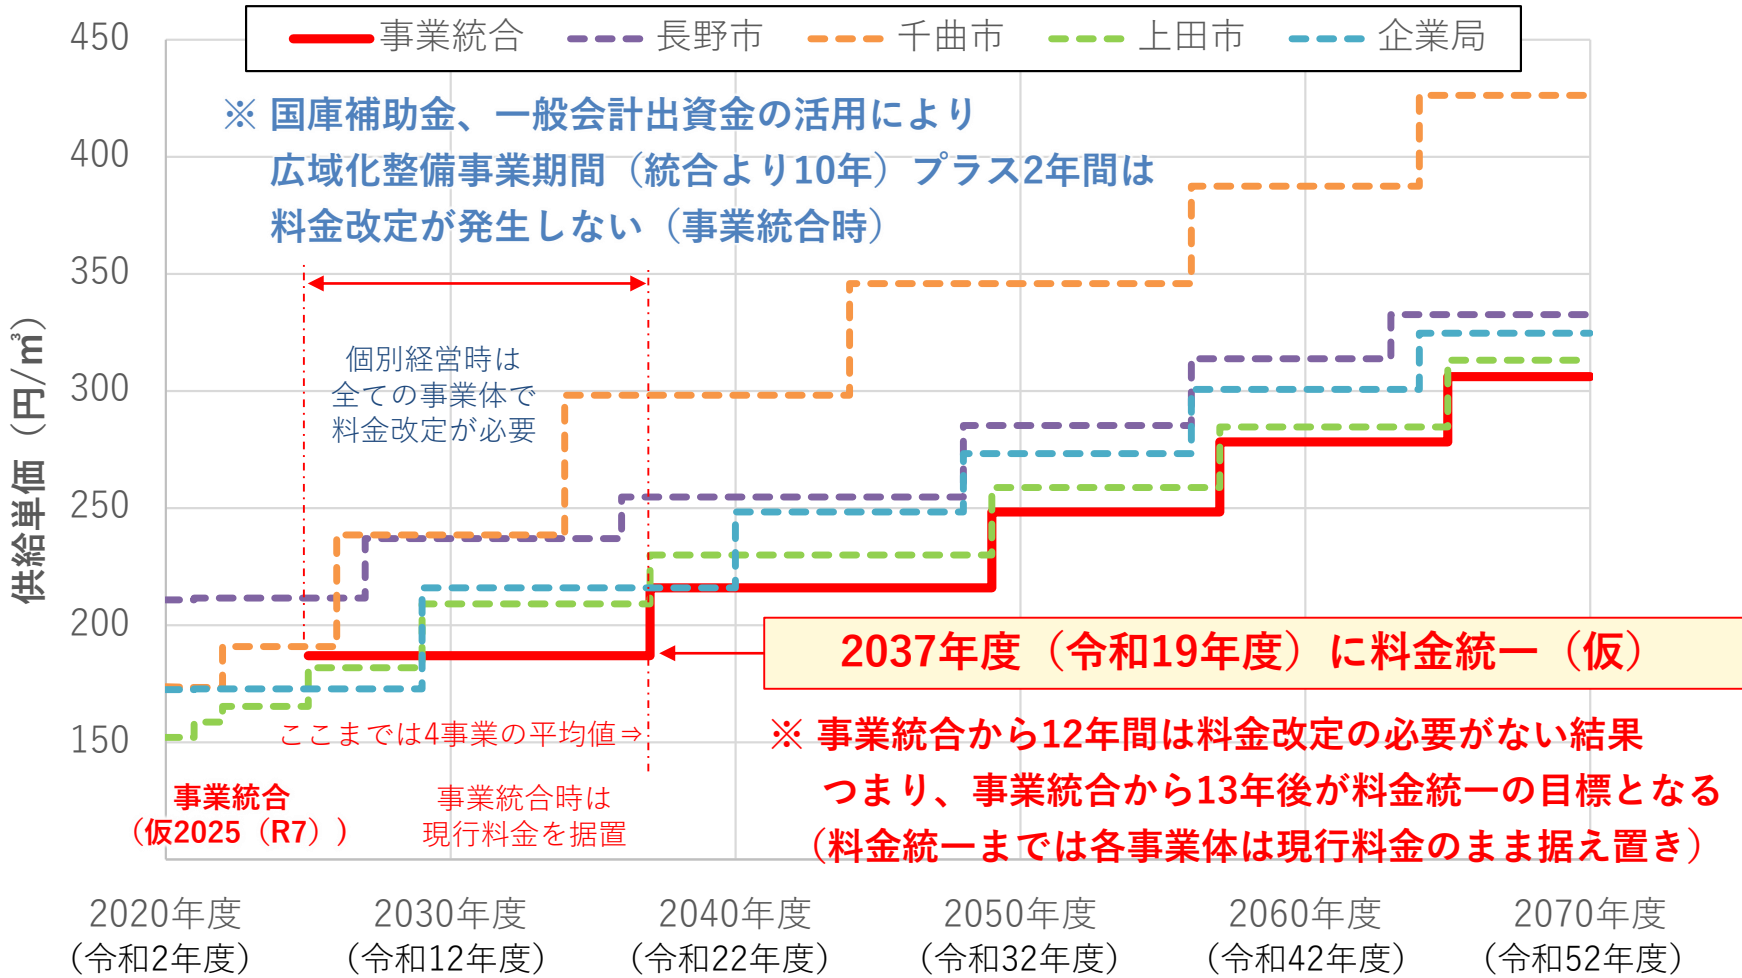 事業統合 長野市 千曲市 上田市 企業局
450
400
350
300
250
200
150
供給単価（円/㎥）
※ 国庫補助金、一般会計出資金の活用により
広域化整備事業期間（統合より10年）プラス2年間は
料金改定が発生しない（事業統合時）
個別経営時は
全ての事業体で
料金改定が必要
2037年度（令和19年度）に料金統一（仮）
ここまでは4事業の平均値⇒
※ 事業統合から12年間は料金改定の必要がない結果
つまり、事業統合から13年後が料金統一の目標となる
（料金統一までは各事業体は現行料金のまま据え置き）
事業統合
（仮2025（R7））
事業統合時は
現行料金を据置
2020年度 2030年度 2040年度 2050年度 2060年度 2070年度
(令和2年度) (令和12年度) (令和22年度) (令和32年度) (令和42年度) (令和52年度)